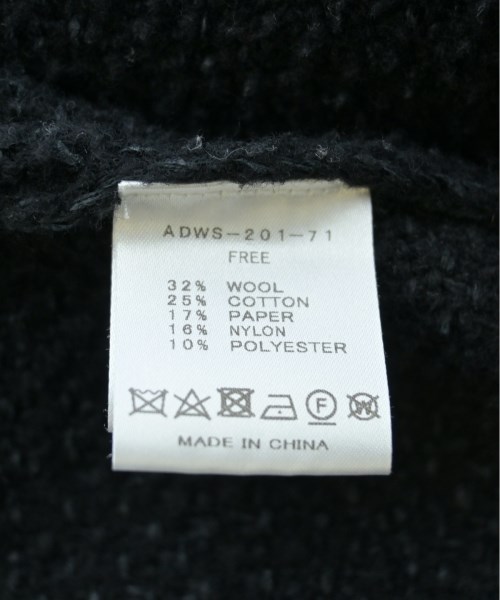 ADWS-201-71
FREE
32% WOOL
25% COTTON
17% PAPER
16% NYLON
10% POLYESTER
F W
MADE IN CHINA